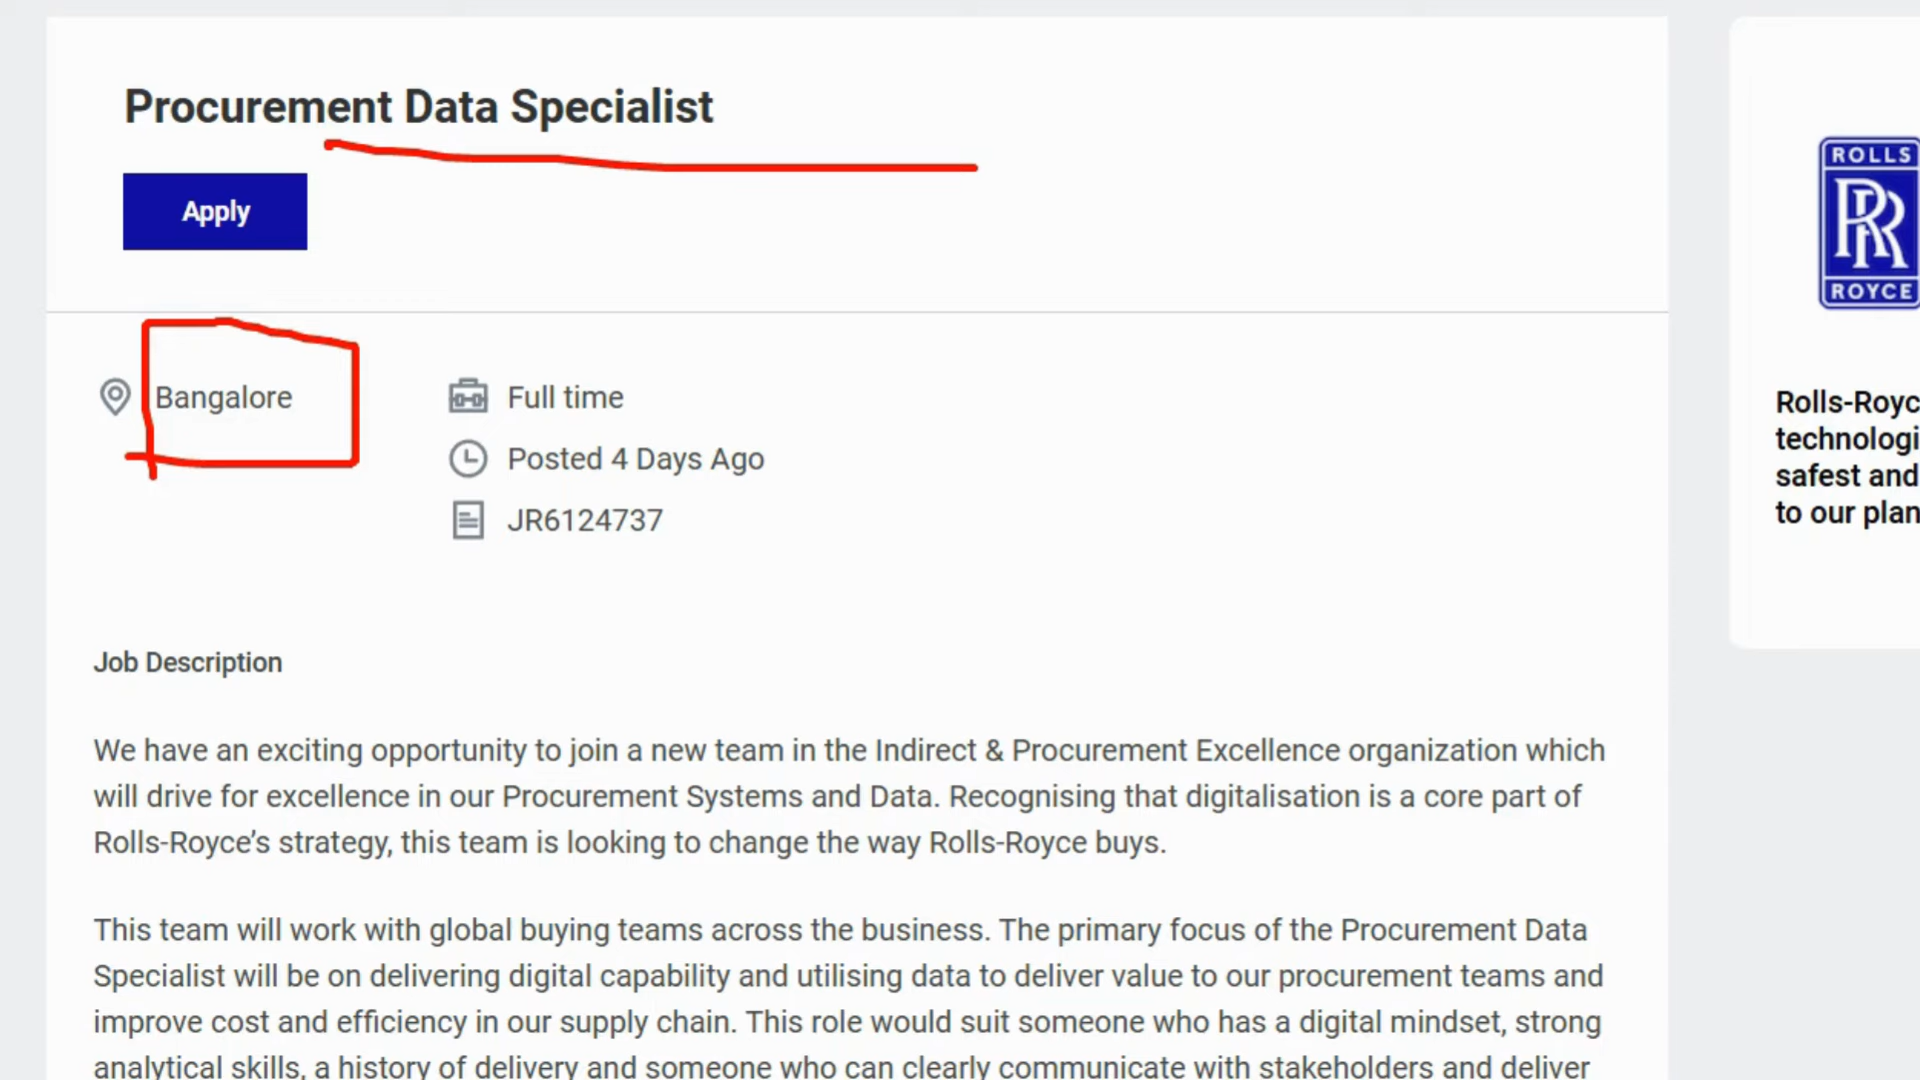 Procurement Data Specialist
Apply
Bangalore
Full time
Posted 4 Days Ago
JR6124737
Job Description
We have an exciting opportunity to join a new team in the Indirect & Procurement Excellence organization which
will drive for excellence in our Procurement Systems and Data. Recognising that digitalisation is a core part of
Rolls-Royce’s strategy, this team is looking to change the way Rolls-Royce buys.
This team will work with global buying teams across the business. The primary focus of the Procurement Data
Specialist will be on delivering digital capability and utilising data to deliver value to our procurement teams and
improve cost and efficiency in our supply chain. This role would suit someone who has a digital mindset, strong
analytical skills, a history of delivery and someone who can clearly communicate with stakeholders and deliver
ROLLS
RR
ROYCE
Rolls-Royc
technologi
safest and
to our plan